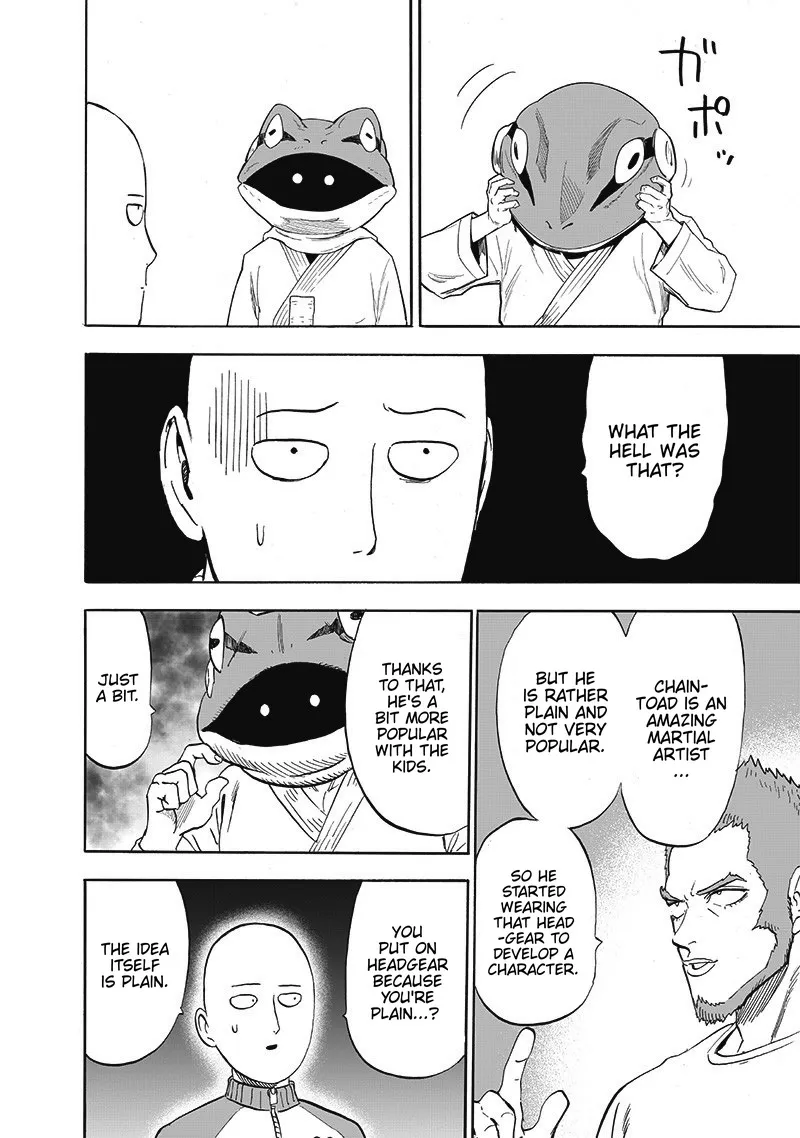 ガポッ
WHAT THE
HELL WAS
THAT?
CHAIN-
TOAD IS AN
AMAZING
MARTIAL
ARTIST
...
BUT HE
IS RATHER
PLAIN AND
NOT VERY
POPULAR.
SO HE
STARTED
WEARING
THAT HEAD
-GEAR TO
DEVELOP A
CHARACTER.
THANKS
TO THAT,
HE'S A
BIT MORE
POPULAR
WITH THE
KIDS.
JUST
A BIT.
YOU
PUT ON
HEADGEAR
BECAUSE
YOU'RE
PLAIN...?
THE IDEA
ITSELF
IS PLAIN.